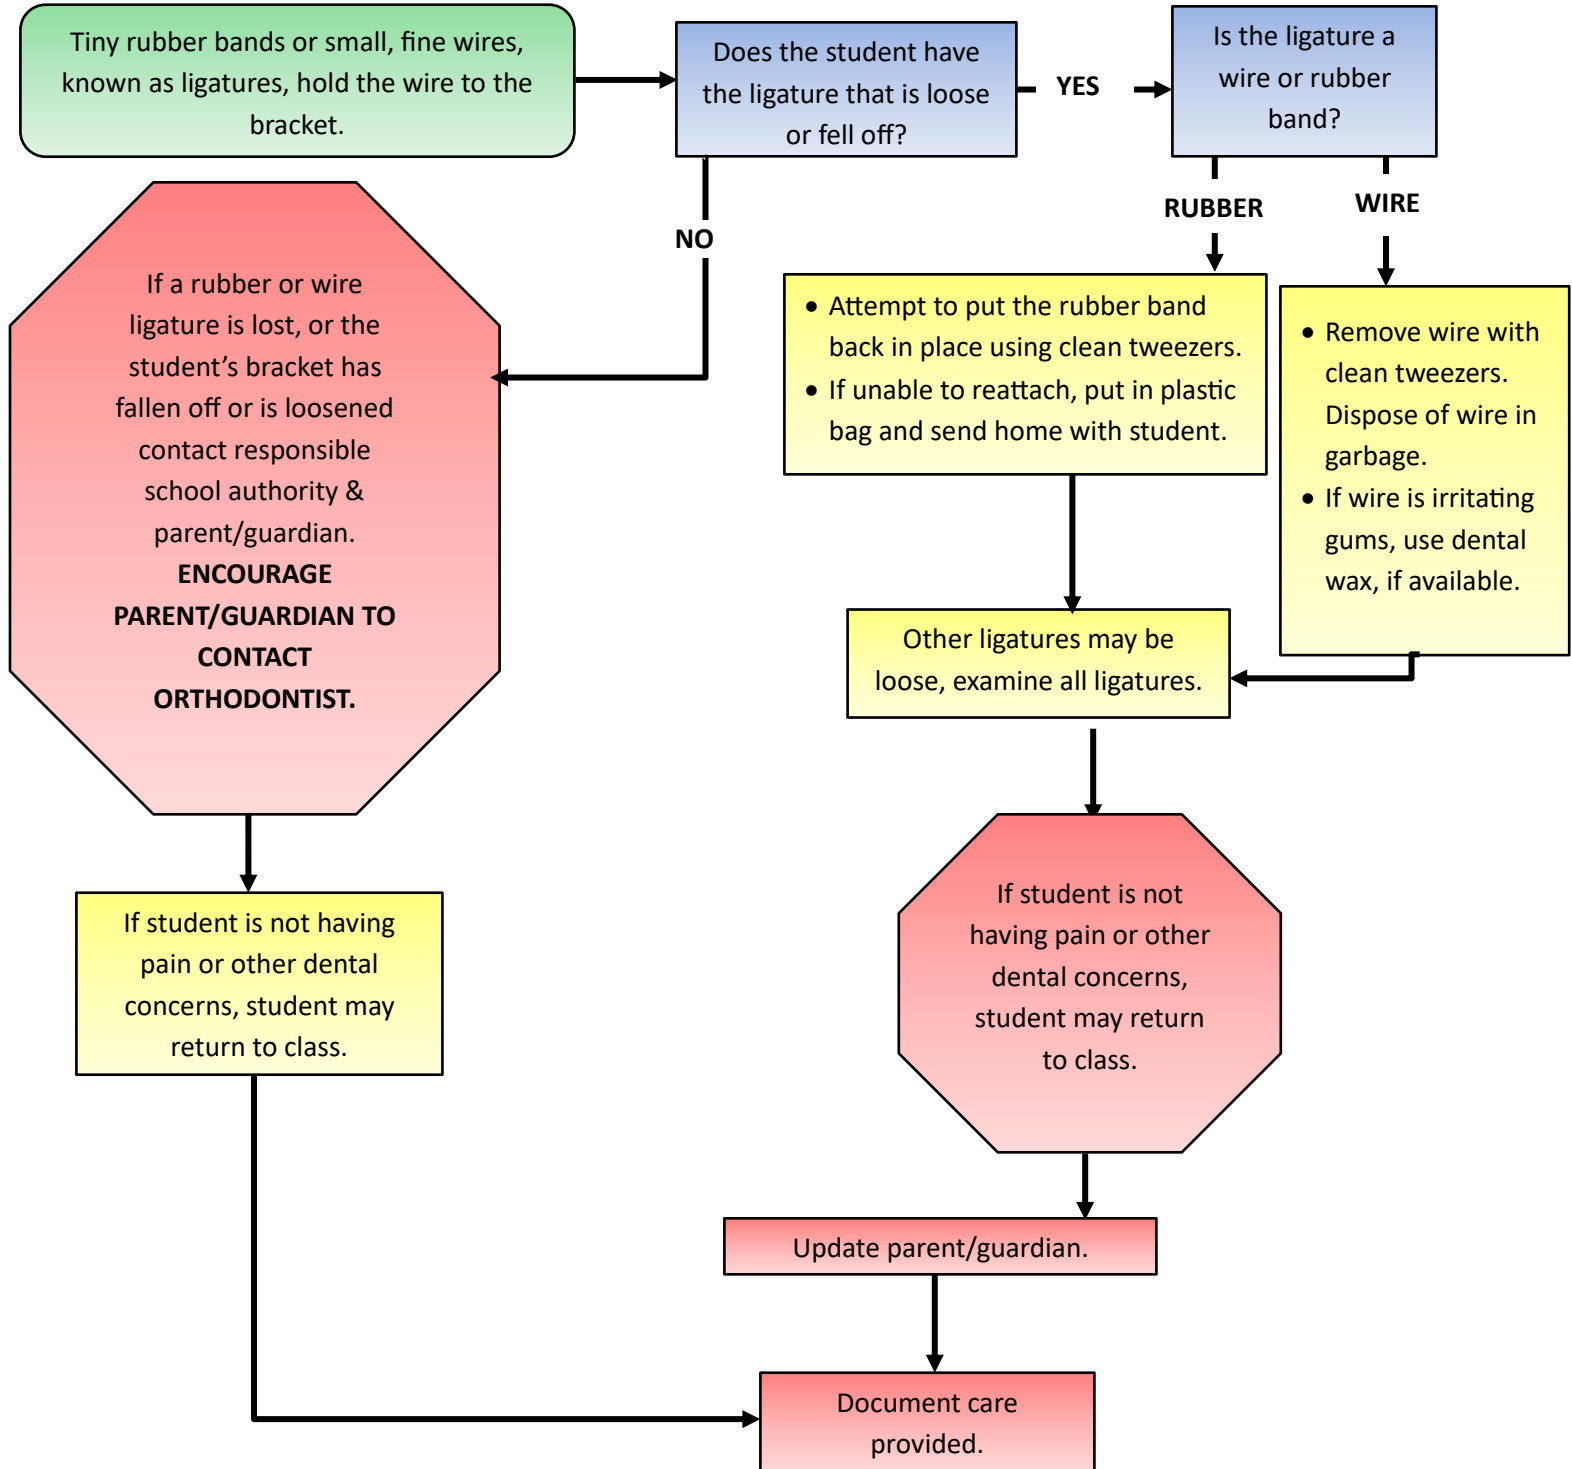 Tiny rubber bands or small, fine wires,
known as ligatures, hold the wire to the
bracket.
Does the student have
the ligature that is loose
or fell off?
YES
Is the ligature a
wire or rubber
band?
NO
RUBBER
WIRE
If a rubber or wire
ligature is lost, or the
student’s bracket has
fallen off or is loosened
contact responsible
school authority &
parent/guardian.
ENCOURAGE
PARENT/GUARDIAN TO
CONTACT
ORTHODONTIST.
• Attempt to put the rubber band
back in place using clean tweezers.
• If unable to reattach, put in plastic
bag and send home with student.
• Remove wire with
clean tweezers.
Dispose of wire in
garbage.
• If wire is irritating
gums, use dental
wax, if available.
Other ligatures may be
loose, examine all ligatures.
If student is not having
pain or other dental
concerns, student may
return to class.
If student is not
having pain or other
dental concerns,
student may return
to class.
Update parent/guardian.
Document care
provided.